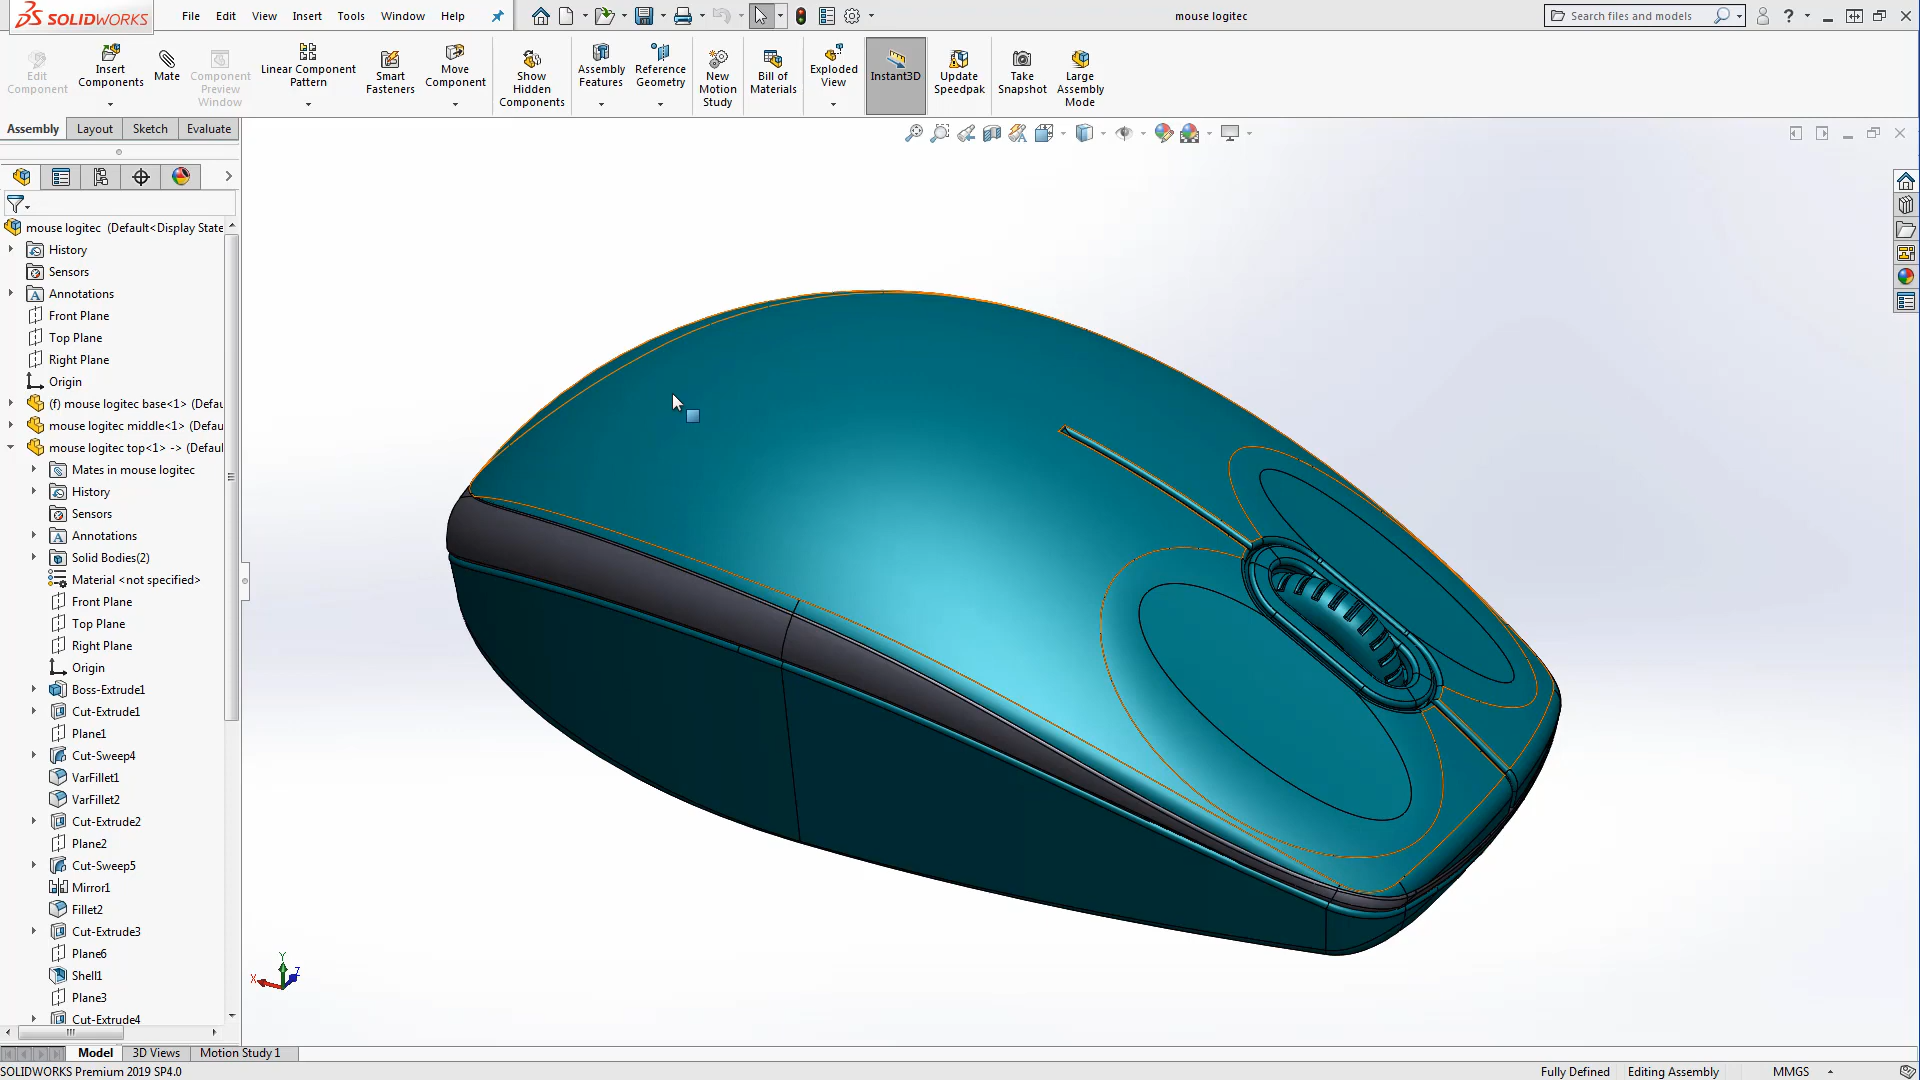 SOLIDWORKS File Edit View Insert Tools Window Help mouse logitec Search files and models
Edit Component
Insert Components
Mate
Component Preview Window
Linear Component Pattern
Smart Fasteners
Move Component
Show Hidden Components
Assembly Features
Reference Geometry
New Motion Study
Bill of Materials
Exploded View
Instant3D
Update Speedpak
Take Snapshot
Large Assembly Mode
Assembly Layout Sketch Evaluate
mouse logitec (Default<Display State
History
Sensors
Annotations
Front Plane
Top Plane
Right Plane
Origin
(f) mouse logitec base<1> (Defau
mouse logitec middle<1> (Defau
mouse logitec top<1> -> (Defaul
Mates in mouse logitec
History
Sensors
Annotations
Solid Bodies(2)
Material <not specified>
Front Plane
Top Plane
Right Plane
Origin
Boss-Extrude1
Cut-Extrude1
Plane1
Cut-Sweep4
VarFillet1
VarFillet2
Cut-Extrude2
Plane2
Cut-Sweep5
Mirror1
Fillet2
Cut-Extrude3
Plane6
Shell1
Plane3
Cut-Extrude4
Y
X
Z
Model 3D Views Motion Study 1
SOLIDWORKS Premium 2019 SP4.0 Fully Defined Editing Assembly MMGS